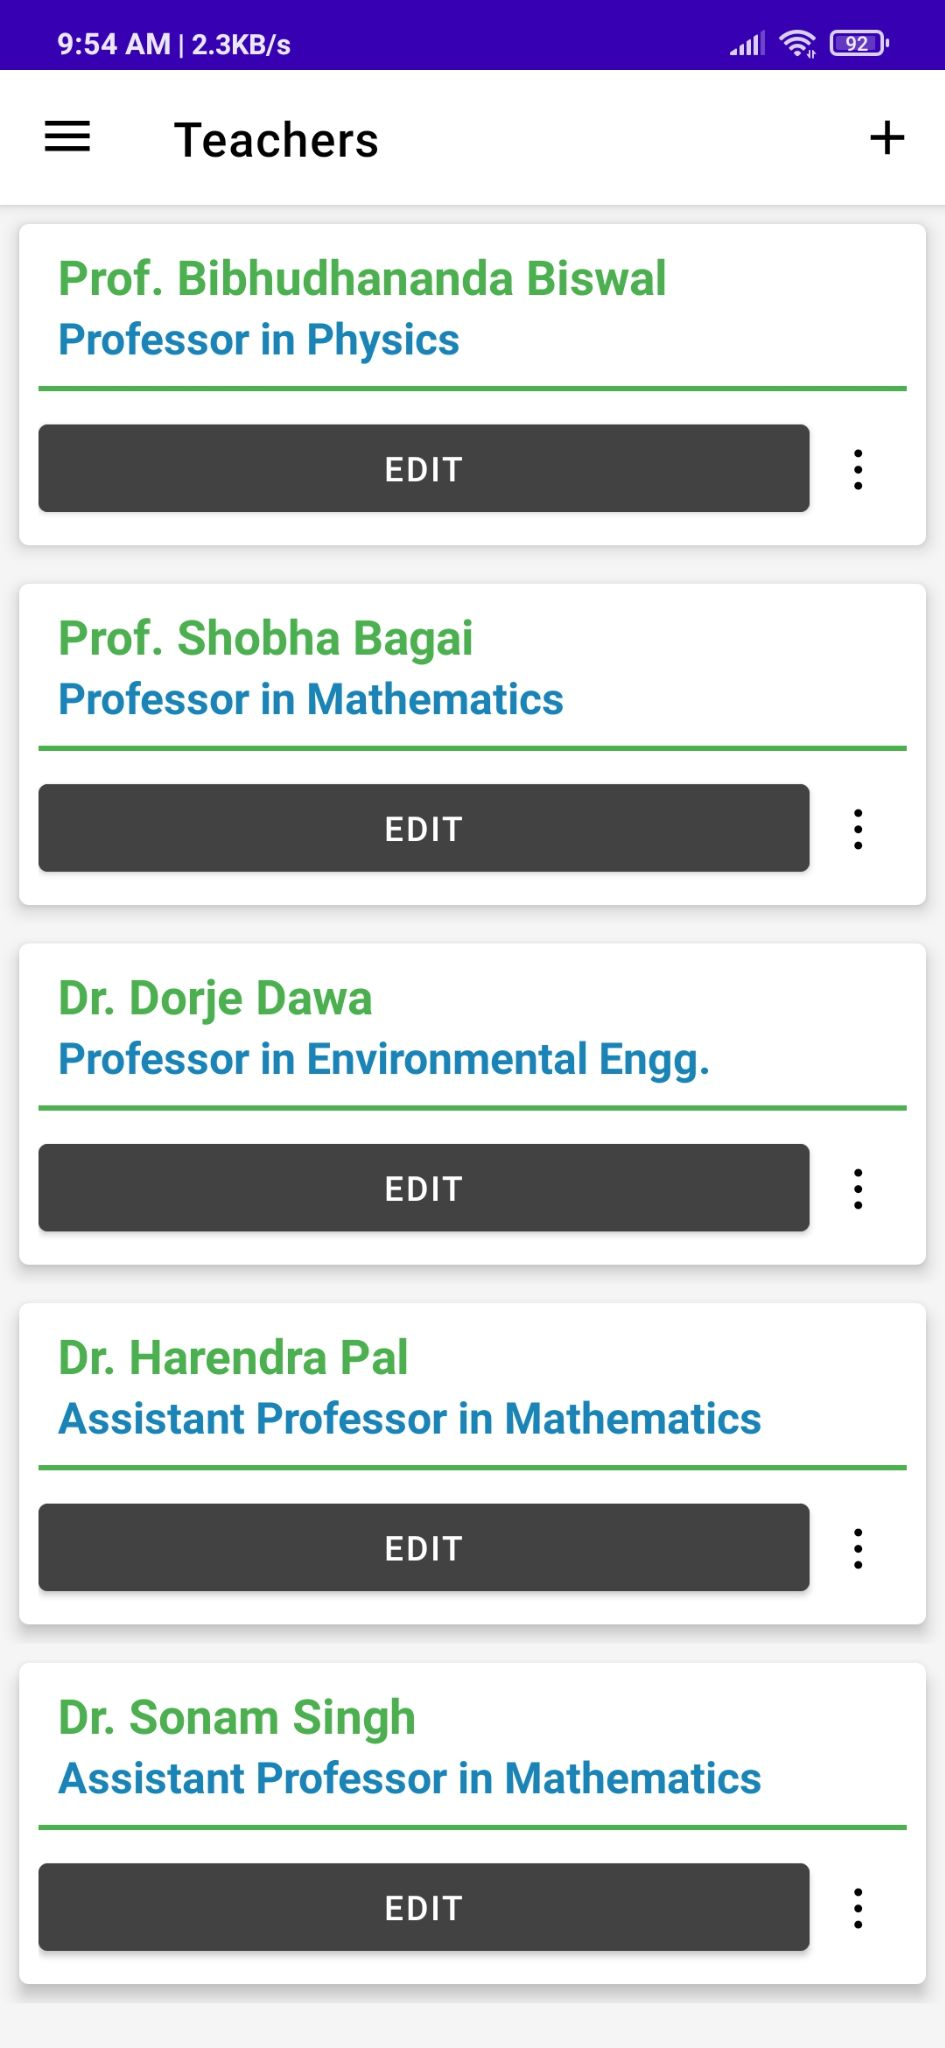 9:54 AM | 2.3KB/s
92
Teachers
Prof. Bibhudhananda Biswal
Professor in Physics
EDIT
Prof. Shobha Bagai
Professor in Mathematics
EDIT
Dr. Dorje Dawa
Professor in Environmental Engg.
EDIT
Dr. Harendra Pal
Assistant Professor in Mathematics
EDIT
Dr. Sonam Singh
Assistant Professor in Mathematics
EDIT